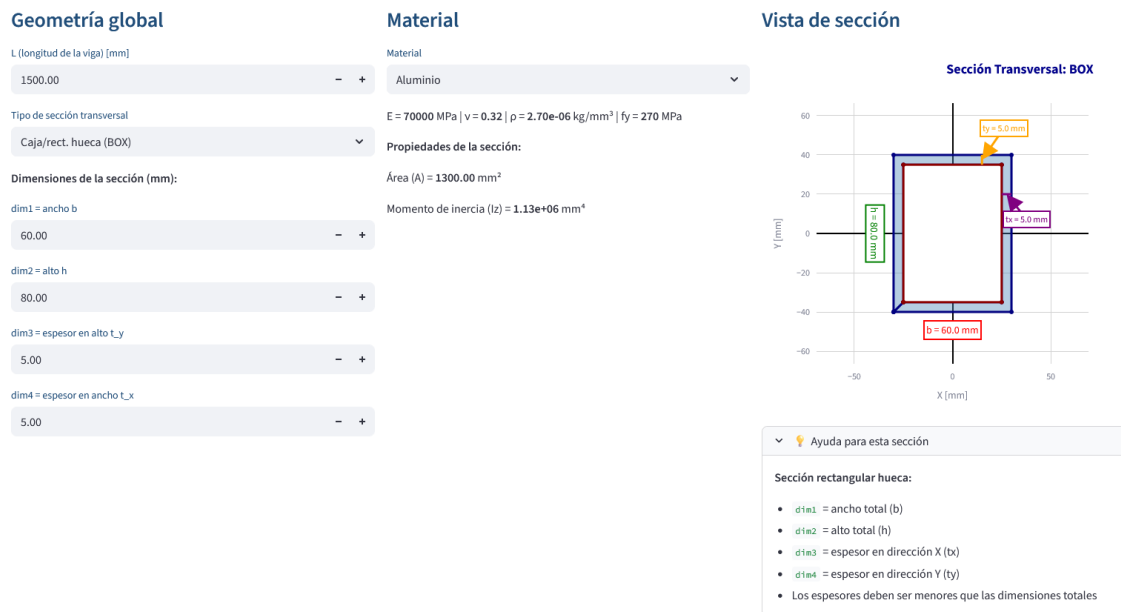 Geometría global
L (longitud de la viga) [mm]
1500.00
− +
Tipo de sección transversal
Caja/rect. hueca (BOX)
Dimensiones de la sección (mm):
dim1 = ancho b
60.00
− +
dim2 = alto h
80.00
− +
dim3 = espesor en alto t_y
5.00
− +
dim4 = espesor en ancho t_x
5.00
− +
Material
Material
Aluminio
E = 70000 MPa | ν = 0.32 | ρ = 2.70e-06 kg/mm³ | fy = 270 MPa
Propiedades de la sección:
Área (A) = 1300.00 mm²
Momento de inercia (Iz) = 1.13e+06 mm⁴
Vista de sección
Sección Transversal: BOX
60
40
20
0
−20
−40
−60
Y [mm]
ty = 5.0 mm
tx = 5.0 mm
h = 80.0 mm
b = 60.0 mm
−50
0
50
X [mm]
Ayuda para esta sección
Sección rectangular hueca:
• dim1 = ancho total (b)
• dim2 = alto total (h)
• dim3 = espesor en dirección X (tx)
• dim4 = espesor en dirección Y (ty)
• Los espesores deben ser menores que las dimensiones totales